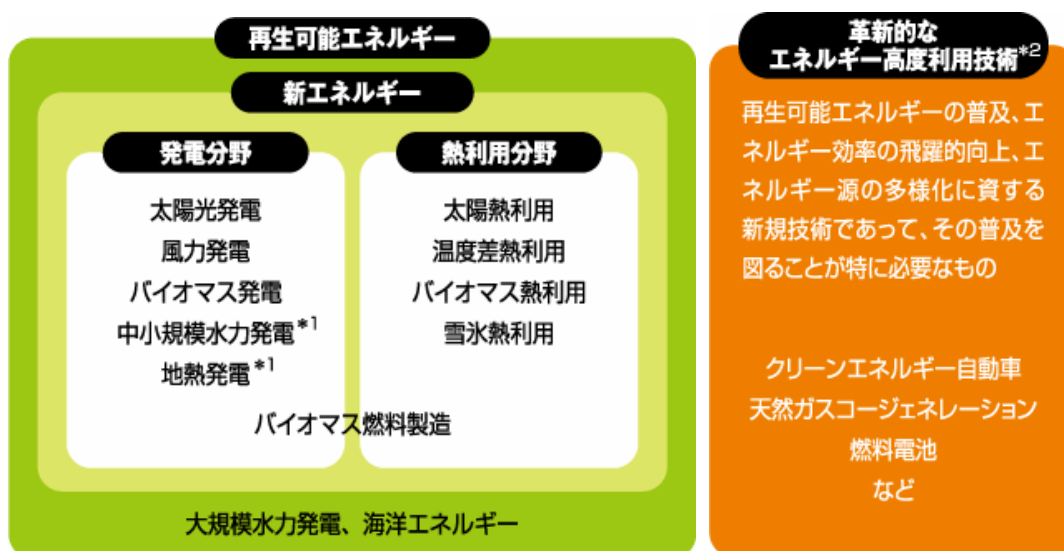 再生可能エネルギー
新エネルギー
発電分野
太陽光発電
風力発電
バイオマス発電
中小規模水力発電*1
地熱発電*1
熱利用分野
太陽熱利用
温度差熱利用
バイオマス熱利用
雪氷熱利用
バイオマス燃料製造
大規模水力発電、海洋エネルギー
革新的な
エネルギー高度利用技術*2
再生可能エネルギーの普及、エ
ネルギー効率の飛躍的向上、エ
ネルギー源の多様化に資する
新規技術であって、その普及を
図ることが特に必要なもの
クリーンエネルギー自動車
天然ガスコージェネレーション
燃料電池
など